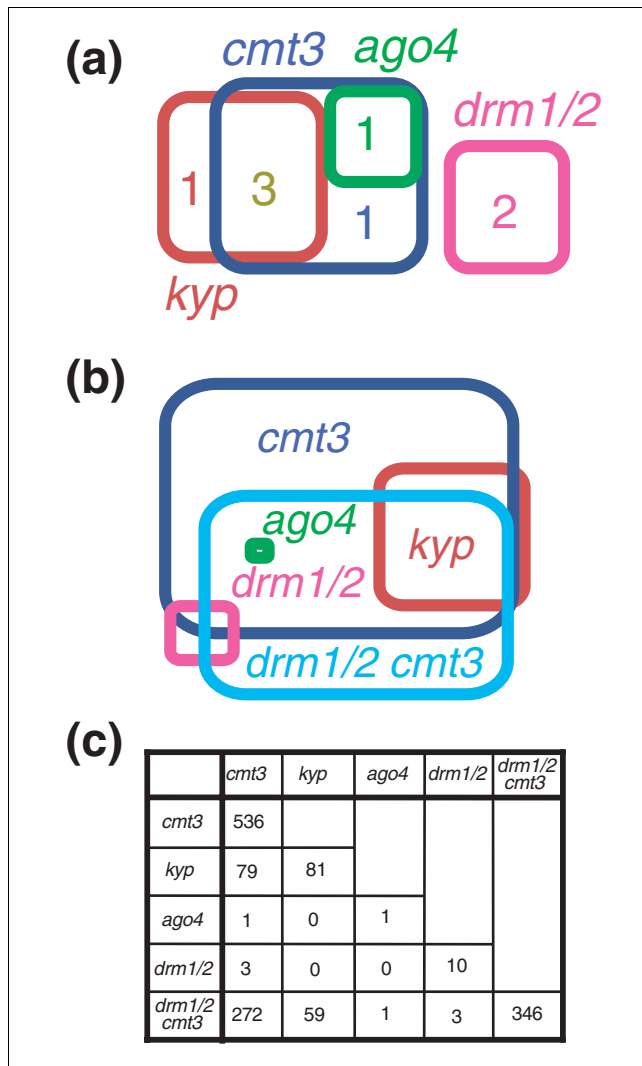 (a)
cmt3 ago4
drm1/2
1 3 1 1 2
kyp
(b)
cmt3
ago4
-
kyp
drm1/2
drm1/2 cmt3
(c)
cmt3 kyp ago4 drm1/2 drm1/2 cmt3
cmt3 536
kyp 79 81
ago4 1 0 1
drm1/2 3 0 0 10
drm1/2 cmt3 272 59 1 3 346